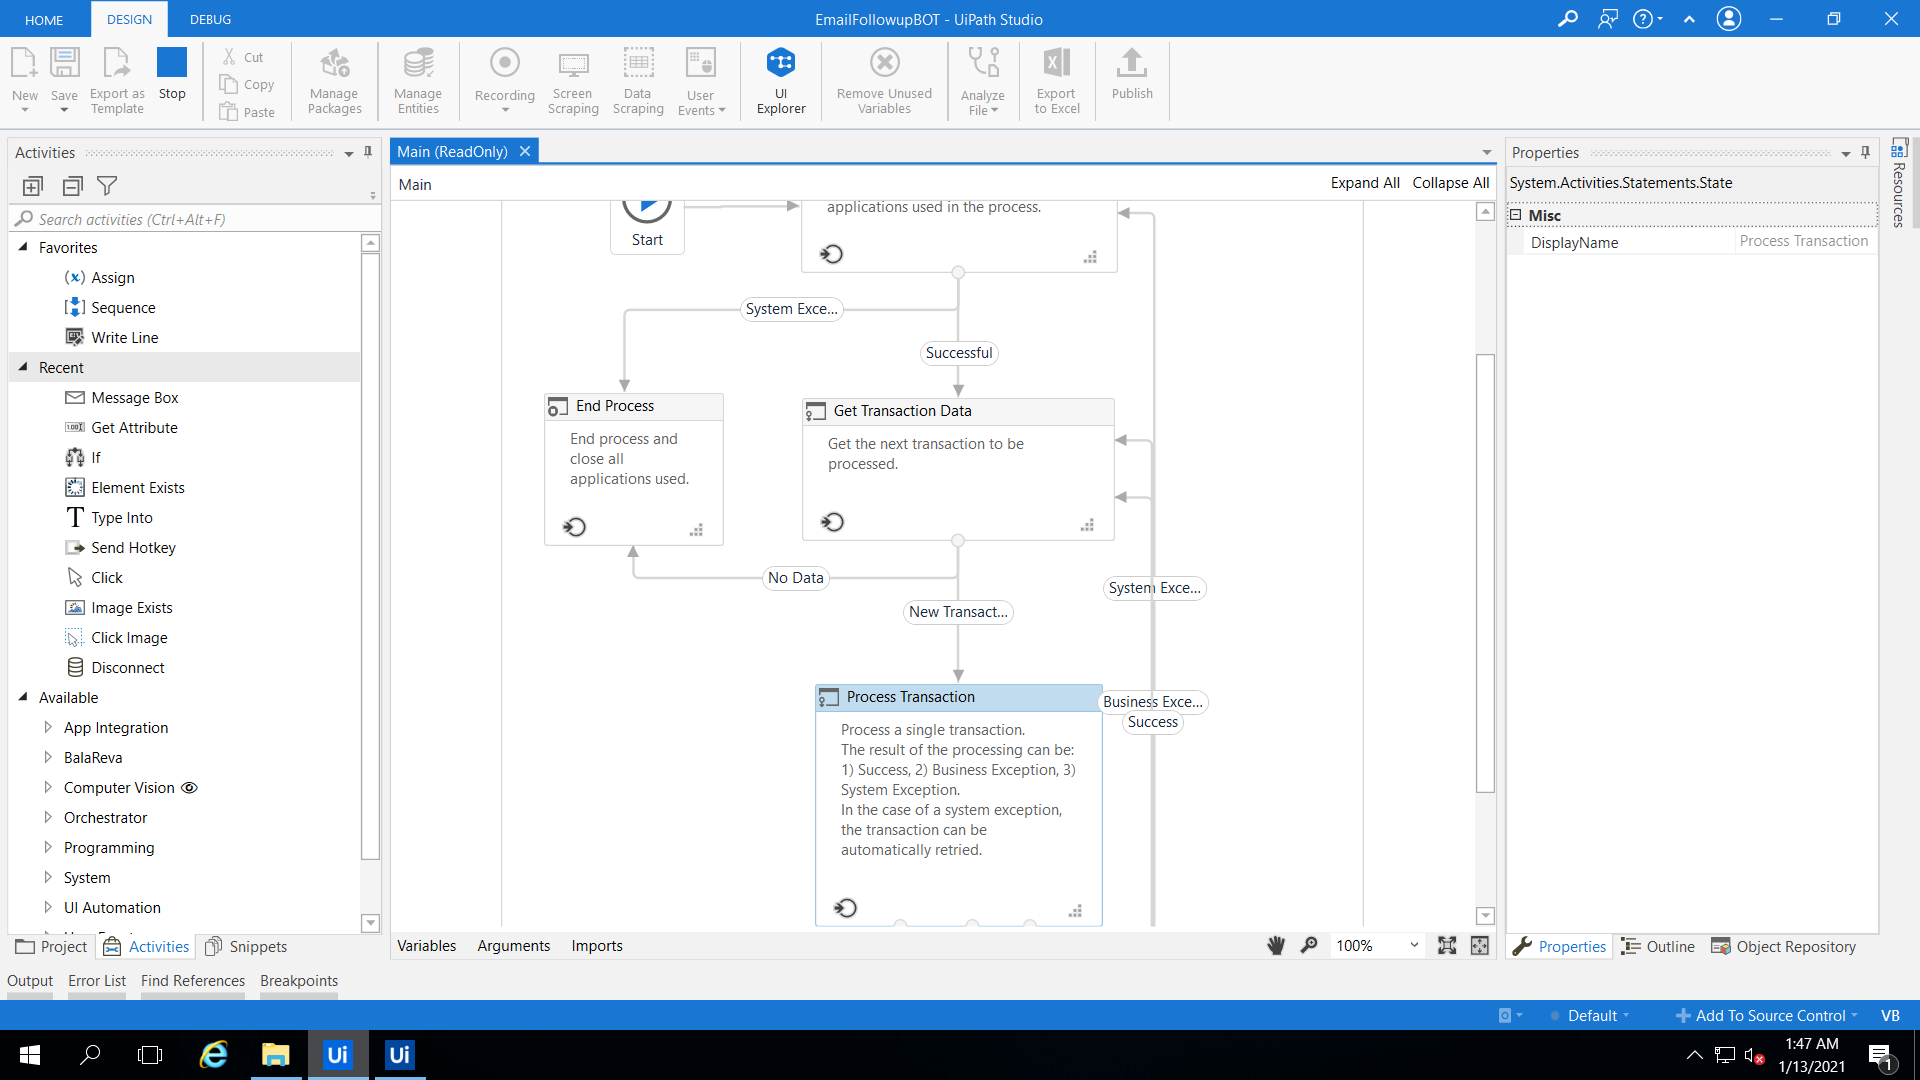 HOME
DESIGN
DEBUG
EmailFollowupBOT - UiPath Studio
New
Save
Export as
Template
Stop
Cut
Copy
Paste
Manage
Packages
Manage
Entities
Recording
Screen
Scraping
Data
Scraping
User
Events
UI
Explorer
Remove Unused
Variables
Analyze
File
Export
to Excel
Publish
Activities
Search activities (Ctrl+Alt+F)
Favorites
Assign
Sequence
Write Line
Recent
Message Box
Get Attribute
If
Element Exists
Type Into
Send Hotkey
Click
Image Exists
Click Image
Disconnect
Available
App Integration
BalaReva
Computer Vision
Orchestrator
Programming
System
UI Automation
Project
Activities
Snippets
Main (ReadOnly)
Main
Expand All
Collapse All
Start
applications used in the process.
System Exce...
Successful
End Process
End process and
close all
applications used.
Get Transaction Data
Get the next transaction to be
processed.
No Data
New Transact...
System Exce...
Process Transaction
Process a single transaction.
The result of the processing can be:
1) Success, 2) Business Exception, 3)
System Exception.
In the case of a system exception,
the transaction can be
automatically retried.
Business Exce...
Success
Variables
Arguments
Imports
100%
Properties
System.Activities.Statements.State
Misc
DisplayName
Process Transaction
Resources
Properties
Outline
Object Repository
Output
Error List
Find References
Breakpoints
Default
Add To Source Control
VB
Ui
Ui
1:47 AM
1/13/2021
1